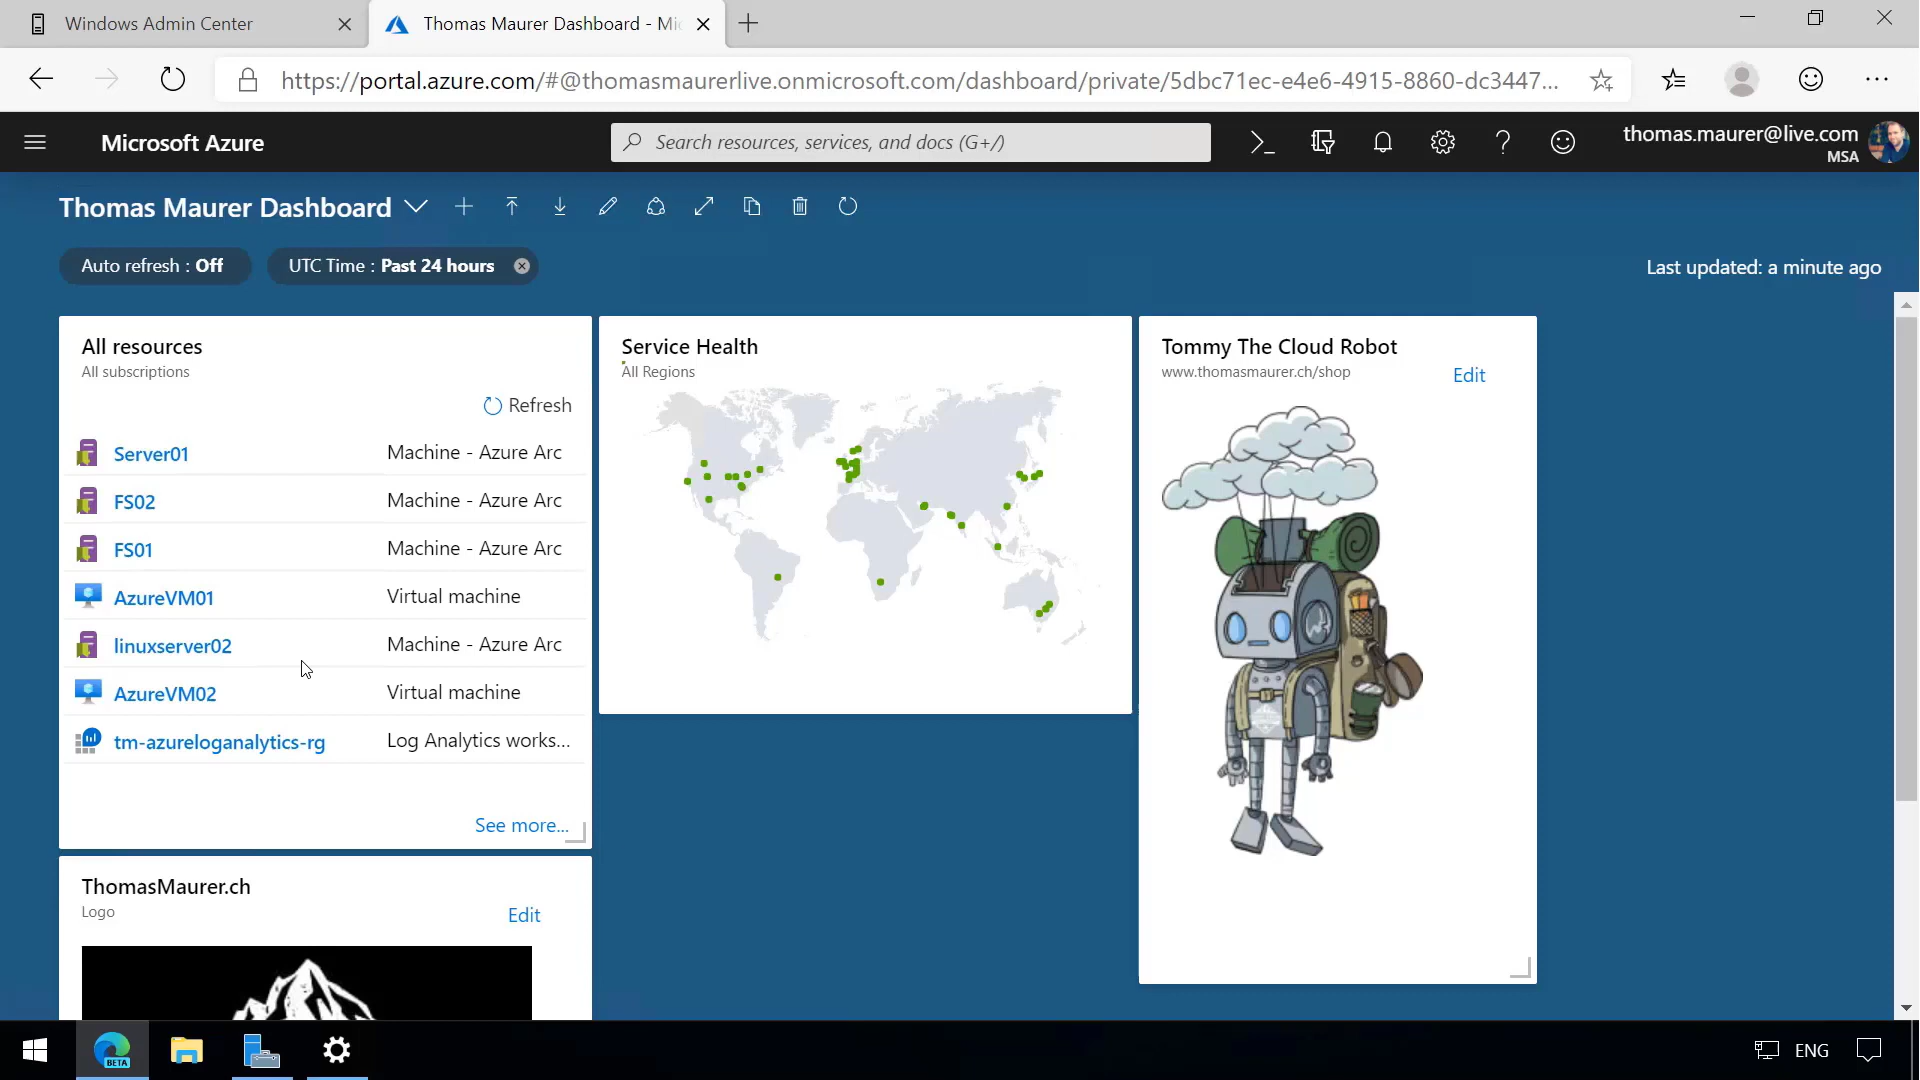 Windows Admin Center
Thomas Maurer Dashboard - Mi
https://portal.azure.com/#@thomasmaurerlive.onmicrosoft.com/dashboard/private/5dbc71ec-e4e6-4915-8860-dc3447...
Microsoft Azure
Search resources, services, and docs (G+/)
thomas.maurer@live.com
MSA
Thomas Maurer Dashboard
Auto refresh : Off
UTC Time : Past 24 hours
Last updated: a minute ago
All resources
All subscriptions
Refresh
Server01 Machine - Azure Arc
FS02 Machine - Azure Arc
FS01 Machine - Azure Arc
AzureVM01 Virtual machine
linuxserver02 Machine - Azure Arc
AzureVM02 Virtual machine
tm-azureloganalytics-rg Log Analytics works...
See more...
Service Health
All Regions
Tommy The Cloud Robot
www.thomasmaurer.ch/shop
Edit
ThomasMaurer.ch
Logo
Edit
BETA
ENG